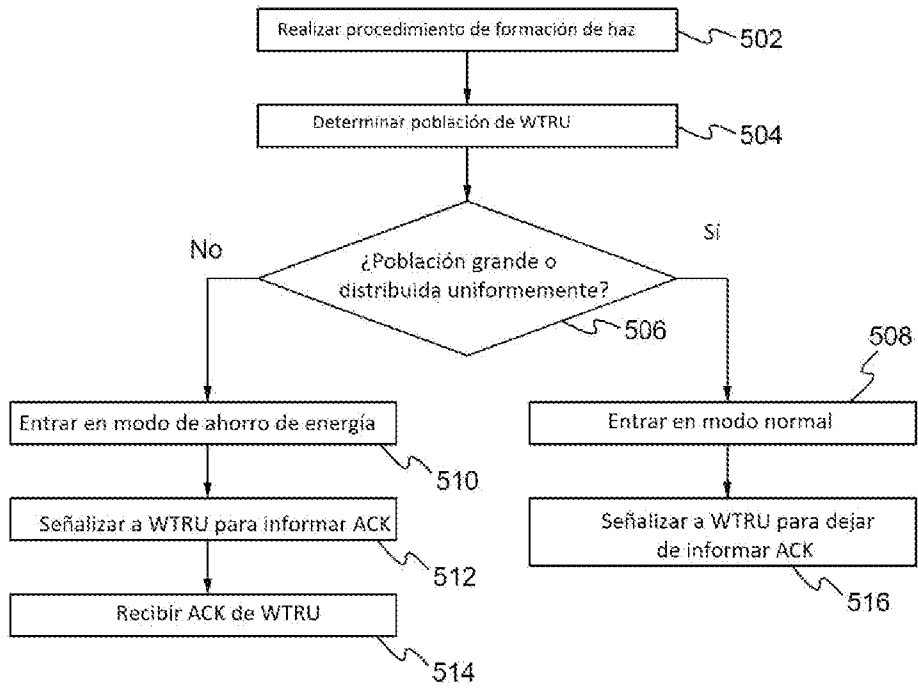 Realizar procedimiento de formación de haz
502
Determinar población de WTRU
504
No
Sí
¿Población grande o
distribuida uniformemente?
506
508
Entrar en modo de ahorro de energía
510
Entrar en modo normal
Señalizar a WTRU para informar ACK
512
Señalizar a WTRU para dejar
de informar ACK
516
Recibir ACK de WTRU
514